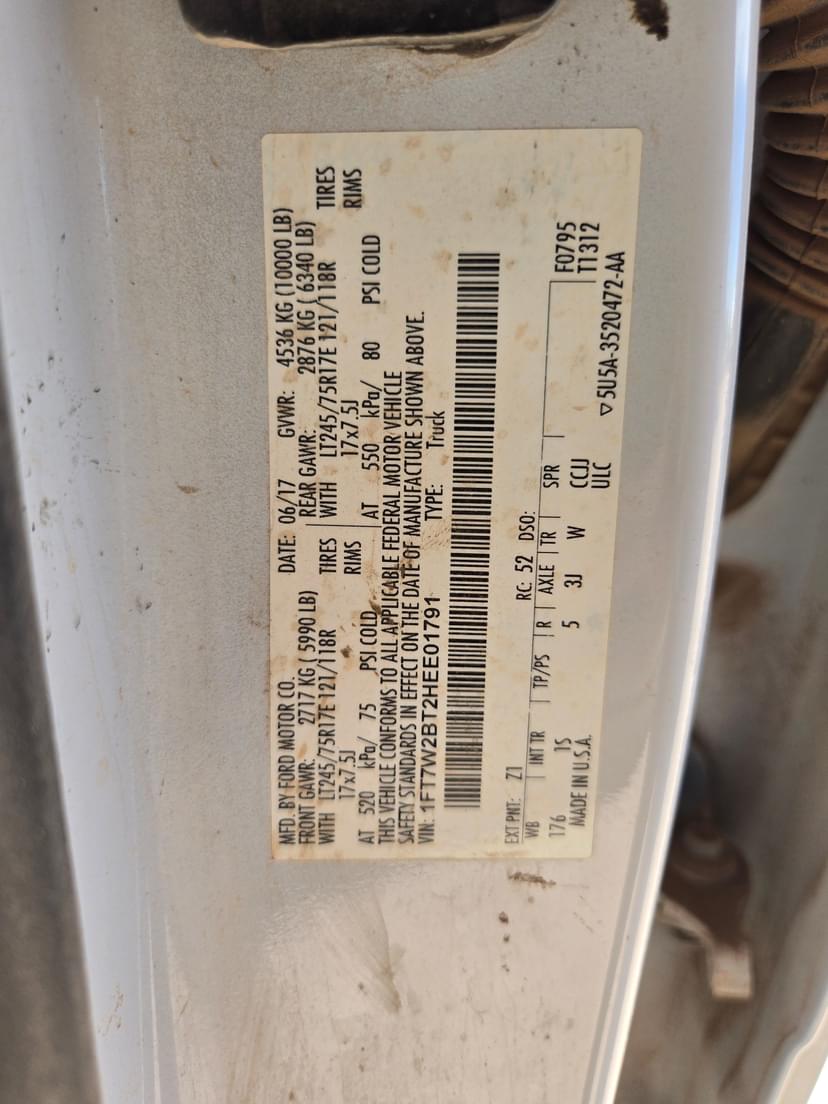 MFD. BY FORD MOTOR CO.
DATE: 06/17 GVWR: 4536 KG (10000 LB)
FRONT GAWR: 2717 KG ( 5990 LB) REAR GAWR: 2876 KG ( 6340 LB)
WITH LT245/75R17E 121/118R TIRES WITH LT245/75R17E 121/118R TIRES
17x7.5J RIMS 17x7.5J RIMS
AT 520 kPa/ 75 PSI COLD AT 550 kPa/ 80 PSI COLD
THIS VEHICLE CONFORMS TO ALL APPLICABLE FEDERAL MOTOR VEHICLE
SAFETY STANDARDS IN EFFECT ON THE DATE OF MANUFACTURE SHOWN ABOVE.
VIN: 1FT7W2BT2HEE01791 TYPE: Truck
EXT PNT: Z1 RC: 52 DSO:
WB INT TR TP/PS R AXLE TR SPR
176 1S 5 3J W CCJJ F0795
MADE IN U.S.A. ULC T1312
▽5U5A-3520472-AA